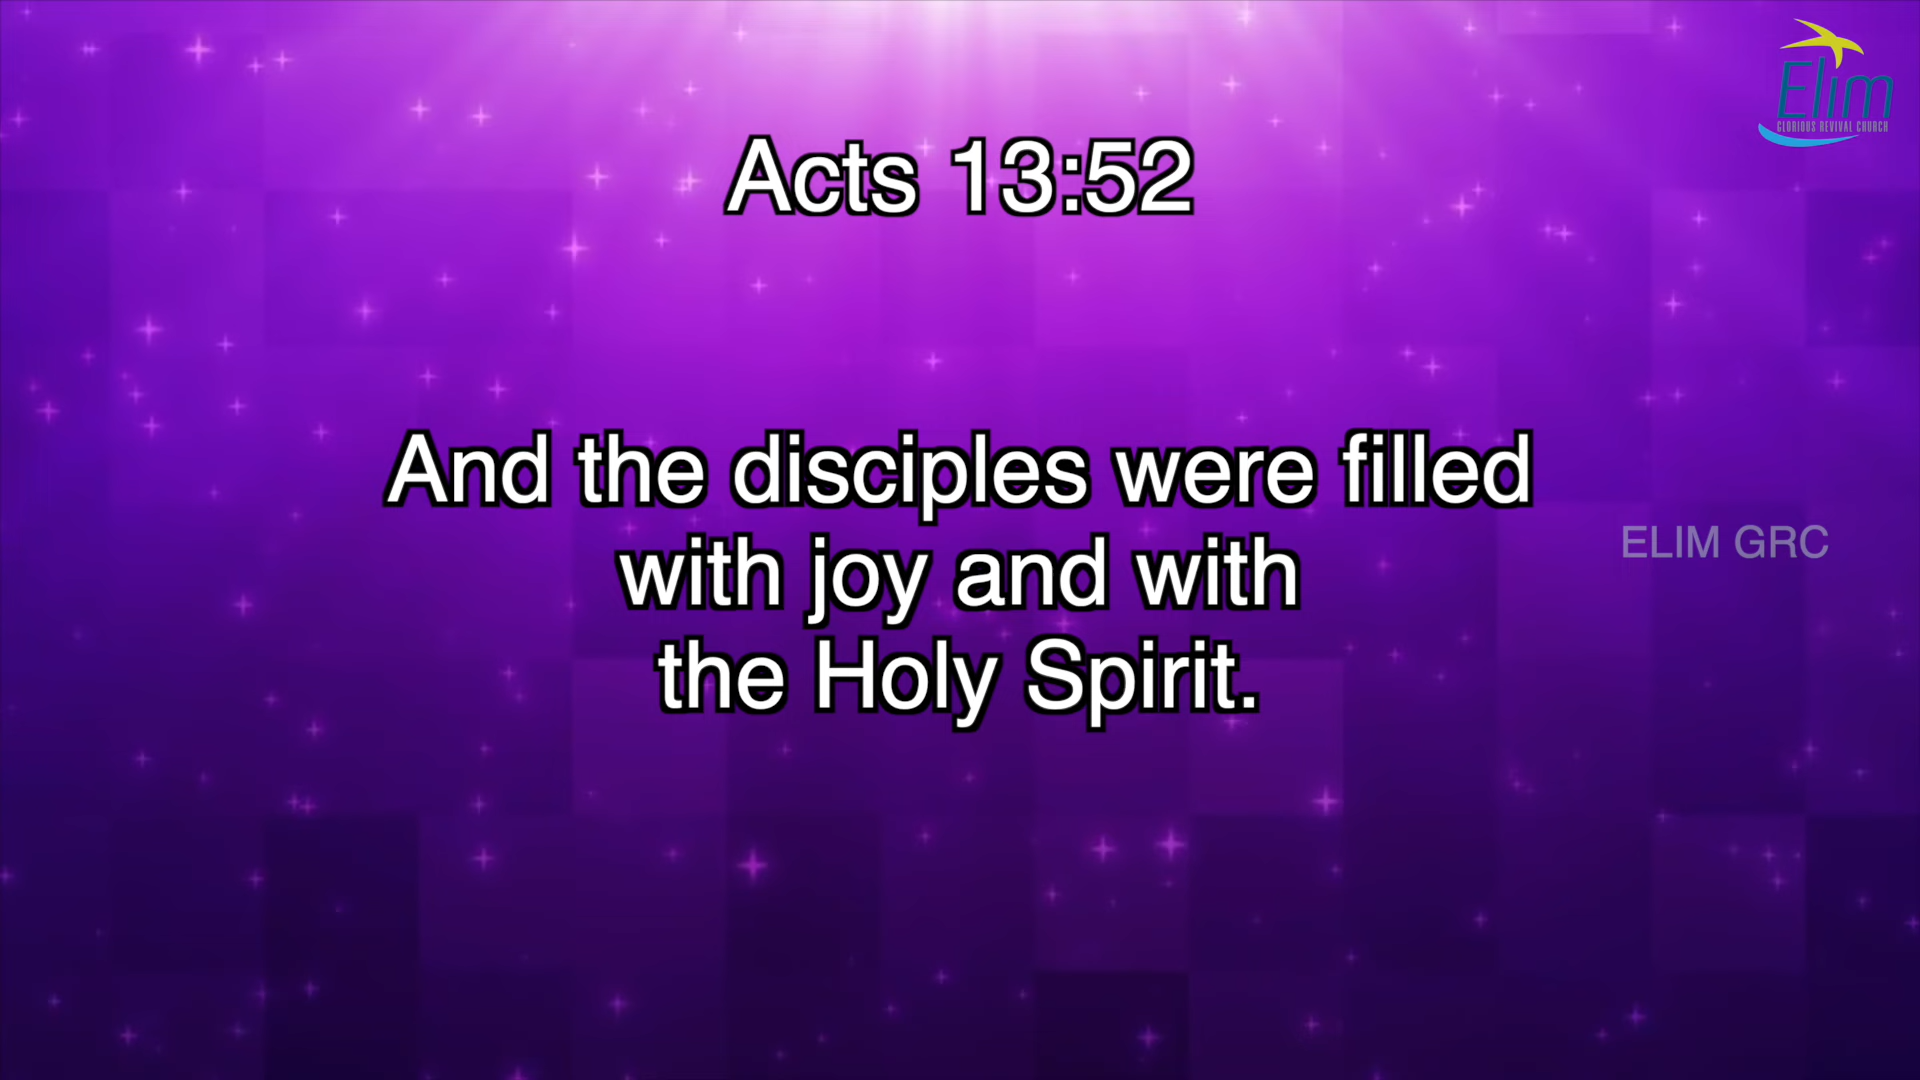 Elim
GLORIOUS REVIVAL CHURCH
Acts 13:52
And the disciples were filled
with joy and with
the Holy Spirit.
ELIM GRC